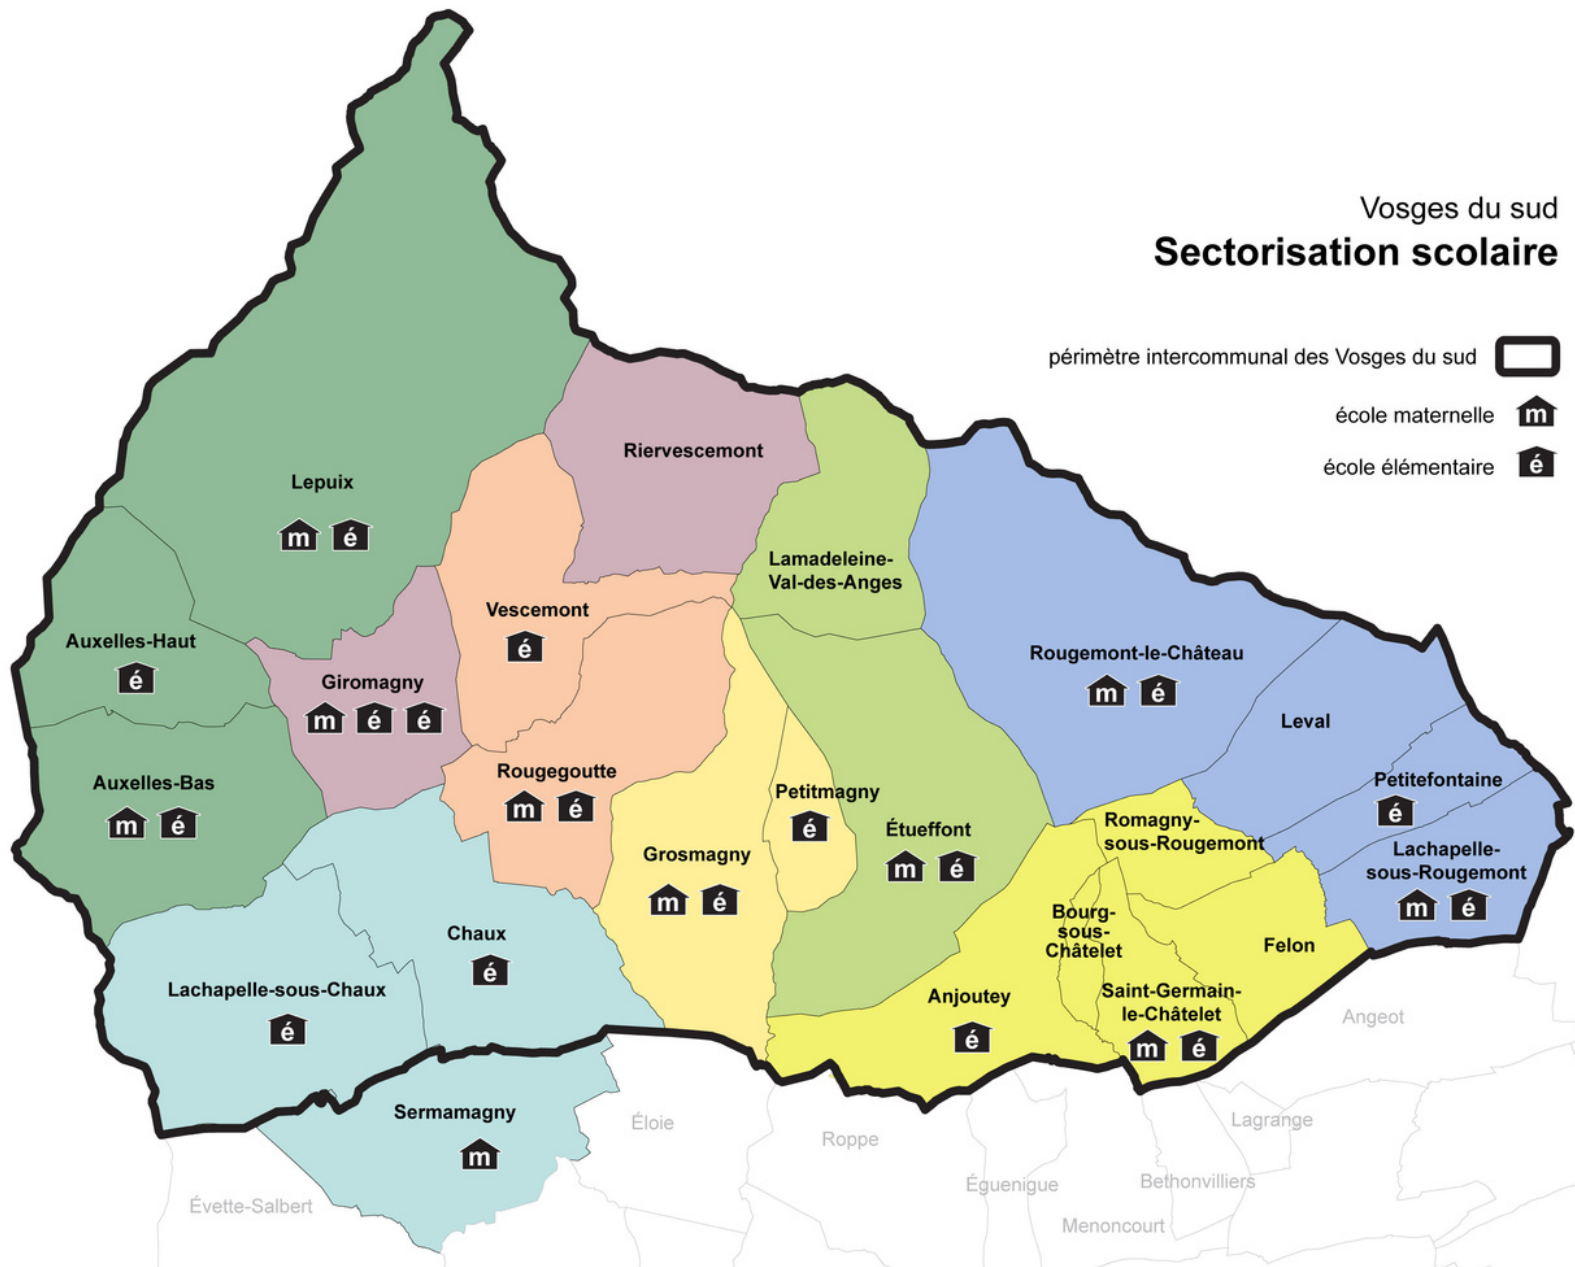 Vosges du sud
Sectorisation scolaire
périmètre intercommunal des Vosges du sud
école maternelle m
école élémentaire é
Riervescemont
Lepuix
m é
Lamadeleine-
Val-des-Anges
Vescemont
é
Auxelles-Haut
é
Giromagny
m é é
Rougemont-le-Château
m é
Leval
Auxelles-Bas
m é
Rougegoutte
m é
Petitmagny
é
Petitefontaine
é
Étueffont
m é
Romagny-
sous-Rougemont
Grosmagny
m é
Lachapelle-
sous-Rougemont
m é
Bourg-
sous-
Châtelet
Chaux
é
Felon
Lachapelle-sous-Chaux
é
Anjoutey
é
Saint-Germain-
le-Châtelet
m é
Angeot
Sermamagny
m
Éloie
Roppe
Lagrange
Éguenigue
Bethonvilliers
Évette-Salbert
Menoncourt